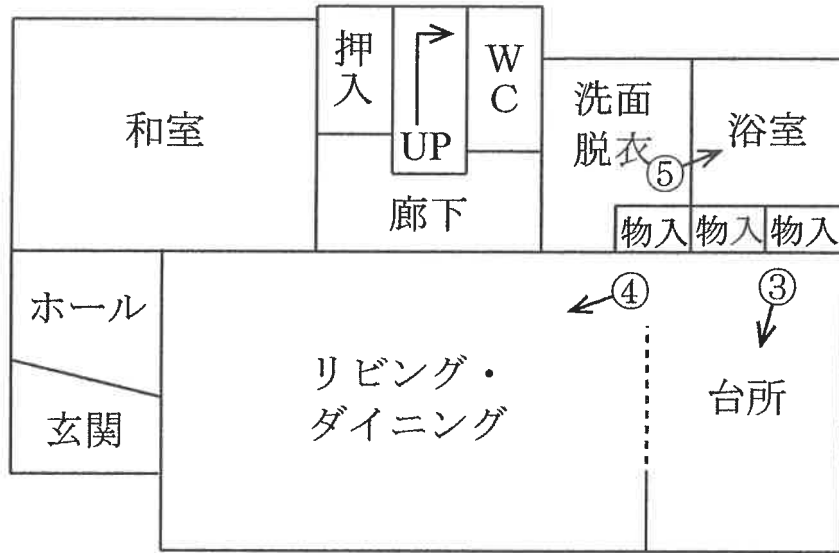 押入
UP
WC
和室
洗面
脱衣
⑤
浴室
廊下
物入
物入
物入
ホール
④
③
リビング・
ダイニング
台所
玄関